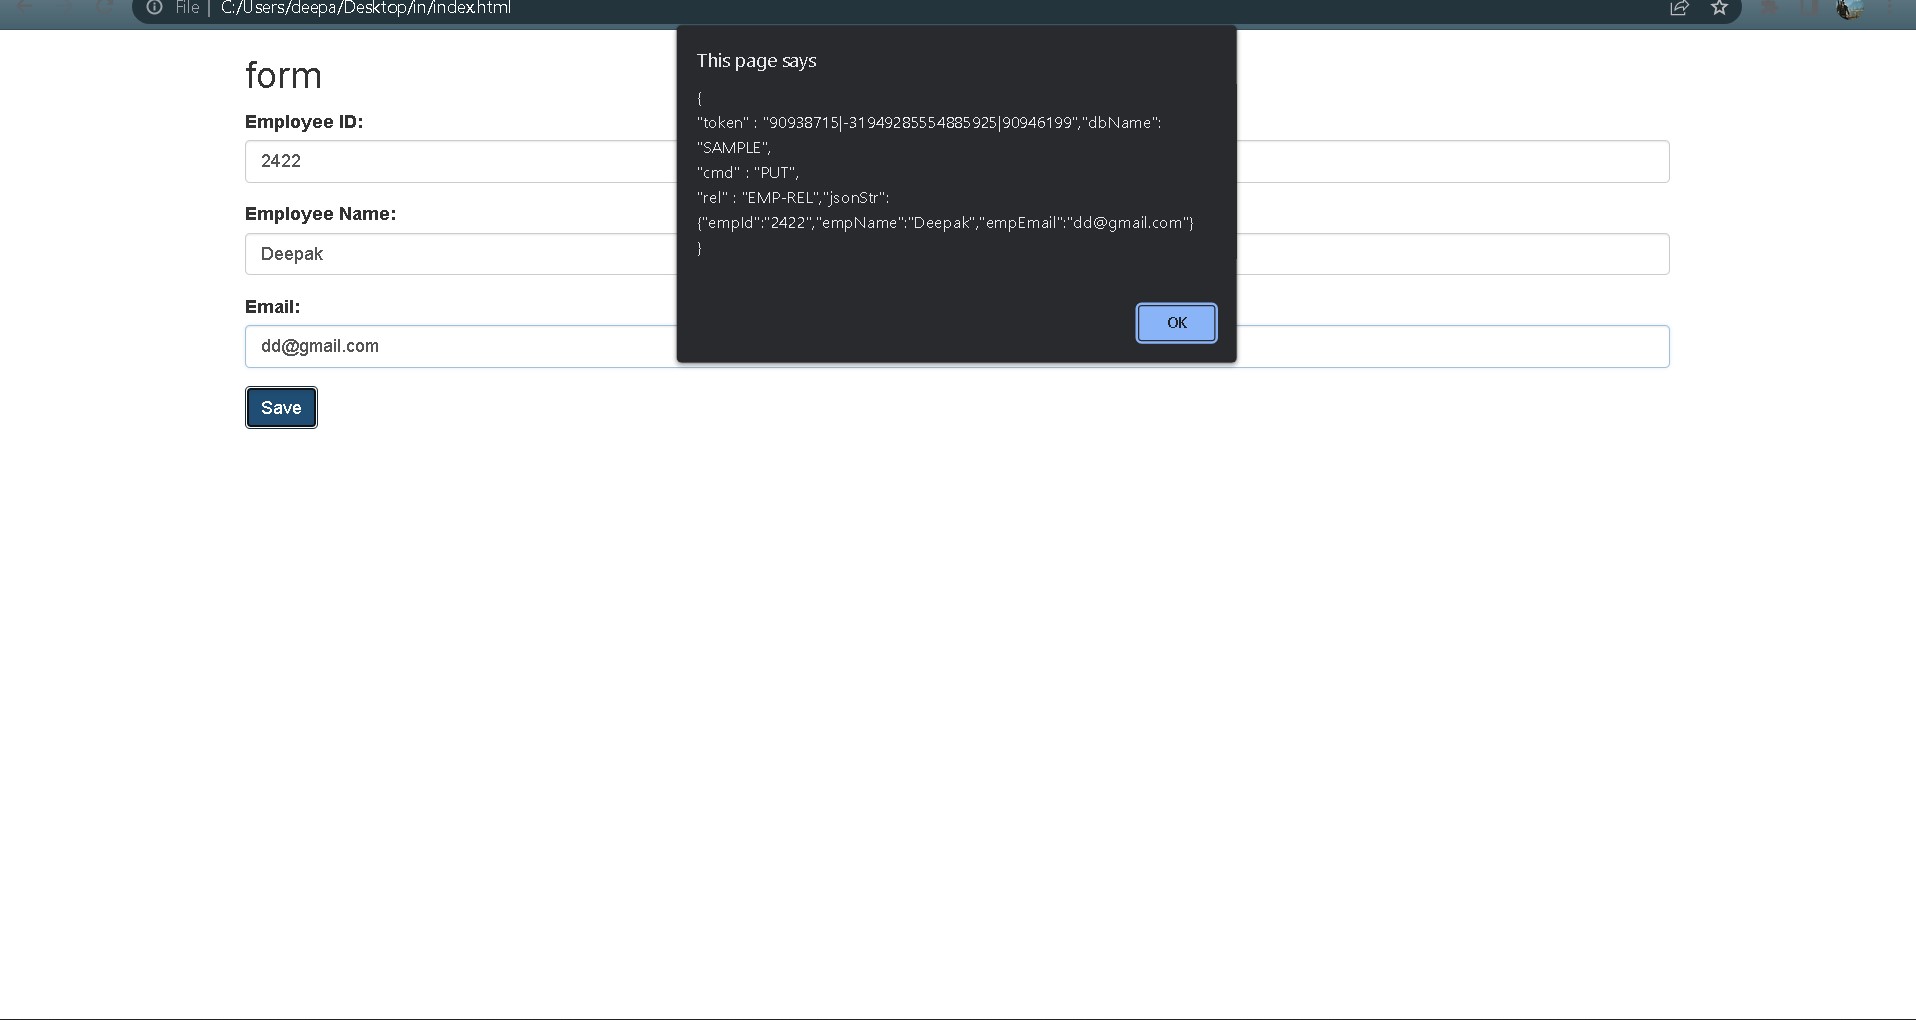 File | C:/Users/deepa/Desktop/in/index.html
This page says
{
"token" : "90938715|-31949285554885925|90946199","dbName":
"SAMPLE",
"cmd" : "PUT",
"rel" : "EMP-REL","jsonStr":
{"empId":"2422","empName":"Deepak","empEmail":"dd@gmail.com"}
}
OK
form
Employee ID:
2422
Employee Name:
Deepak
Email:
dd@gmail.com
Save